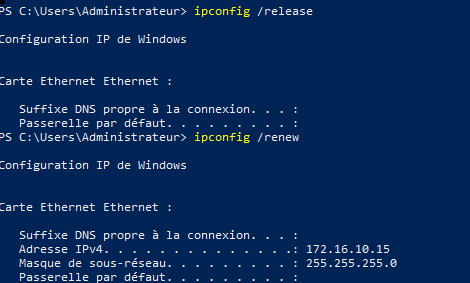 PS C:\Users\Administrateur> ipconfig /release
Configuration IP de Windows
Carte Ethernet Ethernet :
Suffixe DNS propre à la connexion. . . :
Passerelle par défaut. . . . . . . . . :
PS C:\Users\Administrateur> ipconfig /renew
Configuration IP de Windows
Carte Ethernet Ethernet :
Suffixe DNS propre à la connexion. . . :
Adresse IPv4. . . . . . . . . . . . . .: 172.16.10.15
Masque de sous-réseau. . . . . . . . . : 255.255.255.0
Passerelle par défaut. . . . . . . . . :